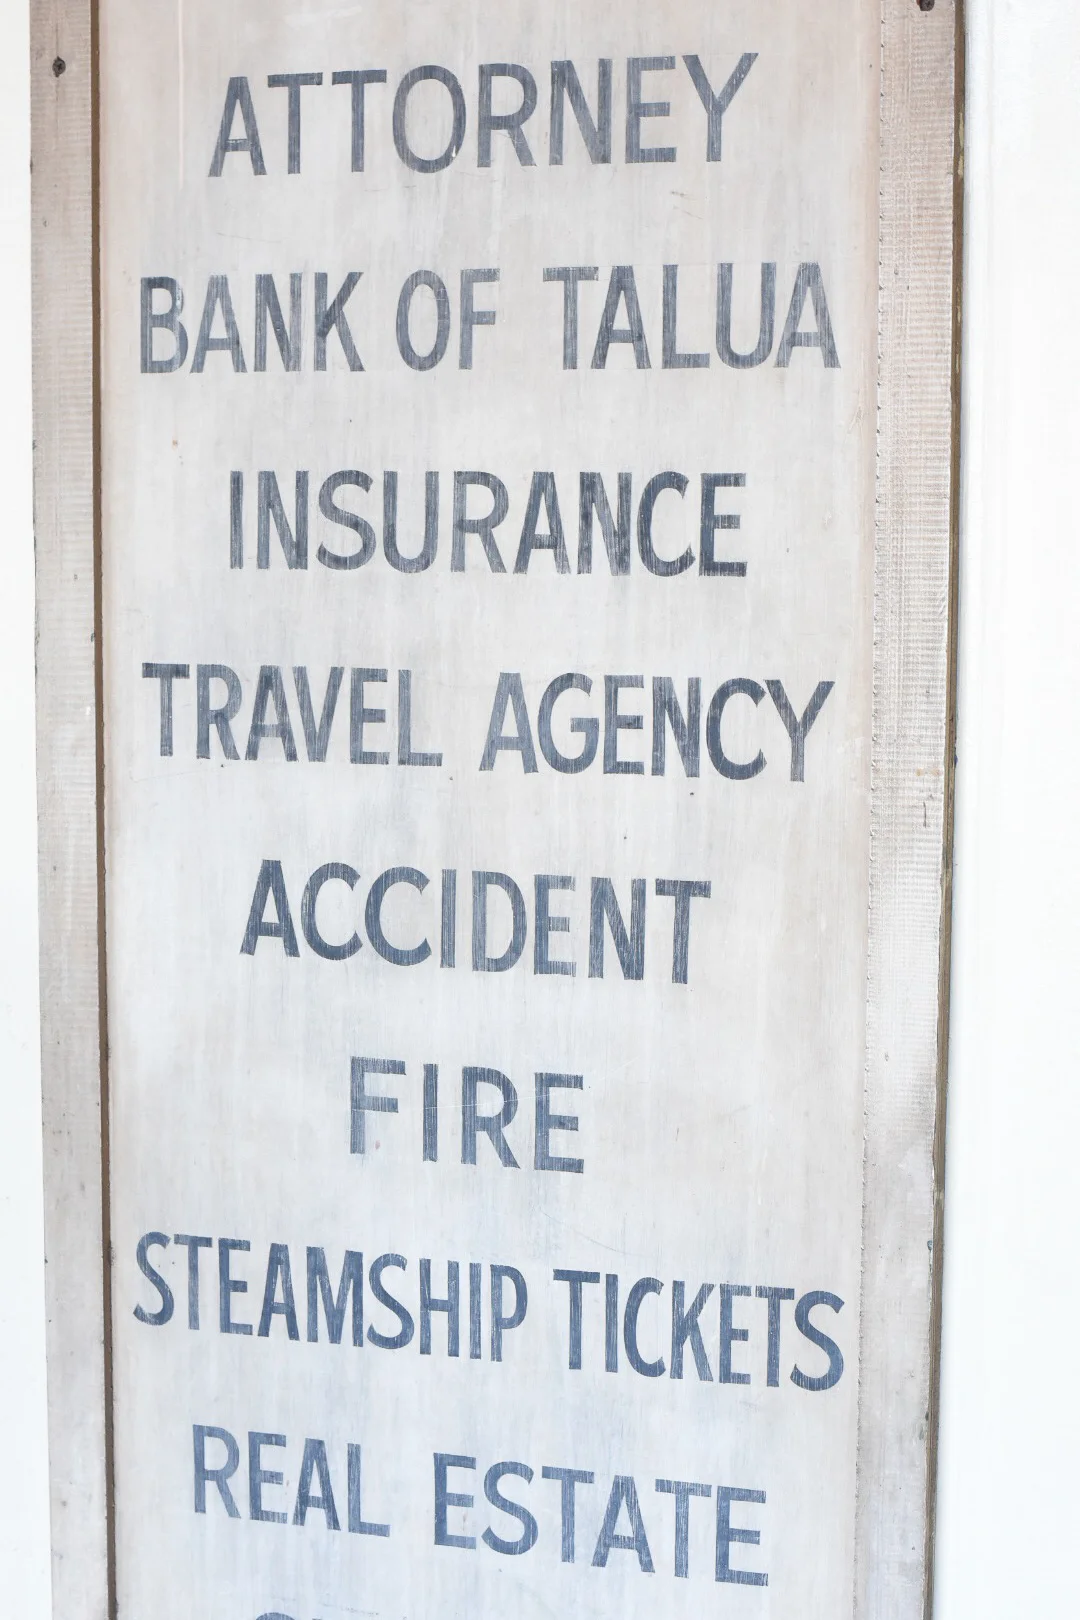 ATTORNEY
BANK OF TALUA
INSURANCE
TRAVEL AGENCY
ACCIDENT
FIRE
STEAMSHIP TICKETS
REAL ESTATE